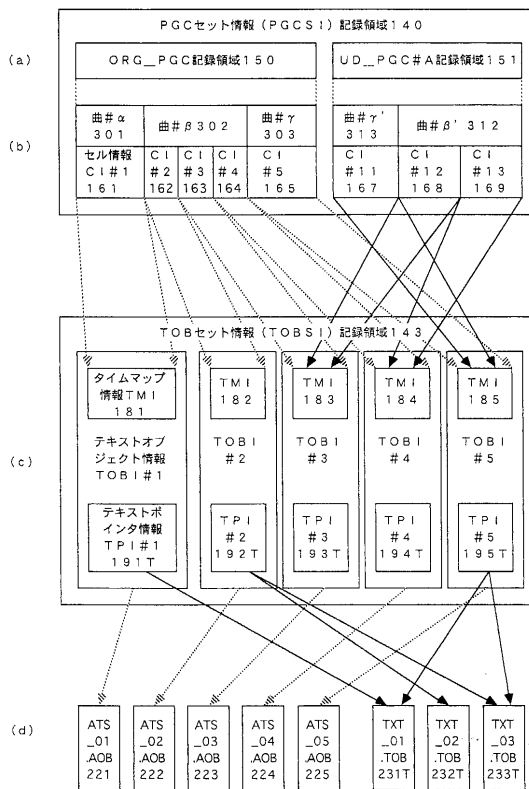 PGCセット情報（PGCSI）記録領域140
(a)
ORG__PGC記録領域150
UD__PGC#A記録領域151
(b)
曲#α
301
曲#β302
曲#γ
303
曲#γ'
313
曲#β'312
セル情報
CI#1
161
CI
#2
162
CI
#3
163
CI
#4
164
CI
#5
165
CI
#11
167
CI
#12
168
CI
#13
169
TOBセット情報（TOBSI）記録領域143
(c)
タイムマップ
情報TMI
181
TMI
182
TMI
183
TMI
184
TMI
185
テキストオブ
ジェクト情報
TOBI#1
TOBI
#2
TOBI
#3
TOBI
#4
TOBI
#5
テキストポ
インタ情報
TPI#1
191T
TPI
#2
192T
TPI
#3
193T
TPI
#4
194T
TPI
#5
195T
(d)
ATS
_01
.AOB
221
ATS
_02
.AOB
222
ATS
_03
.AOB
223
ATS
_04
.AOB
224
ATS
_05
.AOB
225
TXT
_01
.TOB
231T
TXT
_02
.TOB
232T
TXT
_03
.TOB
233T